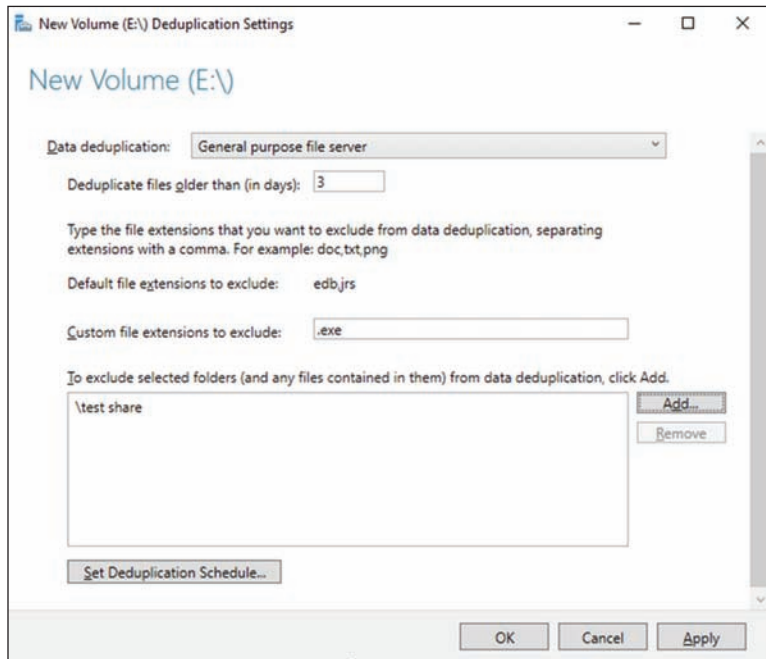 New Volume (E:\) Deduplication Settings
New Volume (E:\)
Data deduplication: General purpose file server
Deduplicate files older than (in days): 3
Type the file extensions that you want to exclude from data deduplication, separating
extensions with a comma. For example: doc,txt,png
Default file extensions to exclude: edb,jrs
Custom file extensions to exclude: .exe
To exclude selected folders (and any files contained in them) from data deduplication, click Add.
\test share
Add...
Remove
Set Deduplication Schedule...
OK Cancel Apply